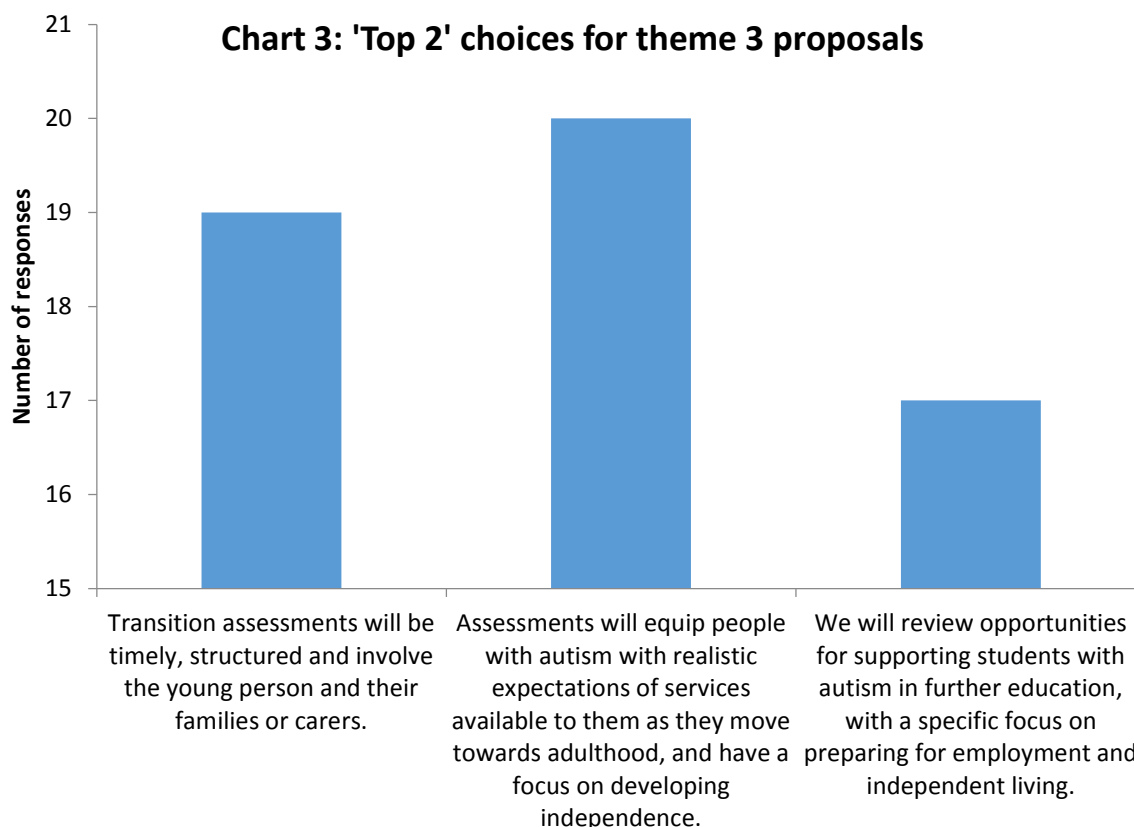 Chart 3: 'Top 2' choices for theme 3 proposals
Number of responses
21
20
19
18
17
16
15
Transition assessments will be
timely, structured and involve
the young person and their
families or carers.
Assessments will equip people
with autism with realistic
expectations of services
available to them as they move
towards adulthood, and have a
focus on developing
independence.
We will review opportunities
for supporting students with
autism in further education,
with a specific focus on
preparing for employment and
independent living.